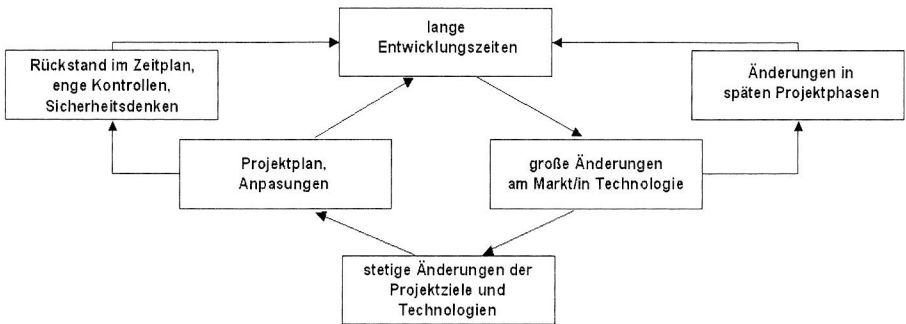 lange
Entwicklungszeiten
Rückstand im Zeitplan,
enge Kontrollen,
Sicherheitsdenken
Änderungen in
späten Projektphasen
Projektplan,
Anpasungen
große Änderungen
am Markt/in Technologie
stetige Änderungen der
Projektziele und
Technologien